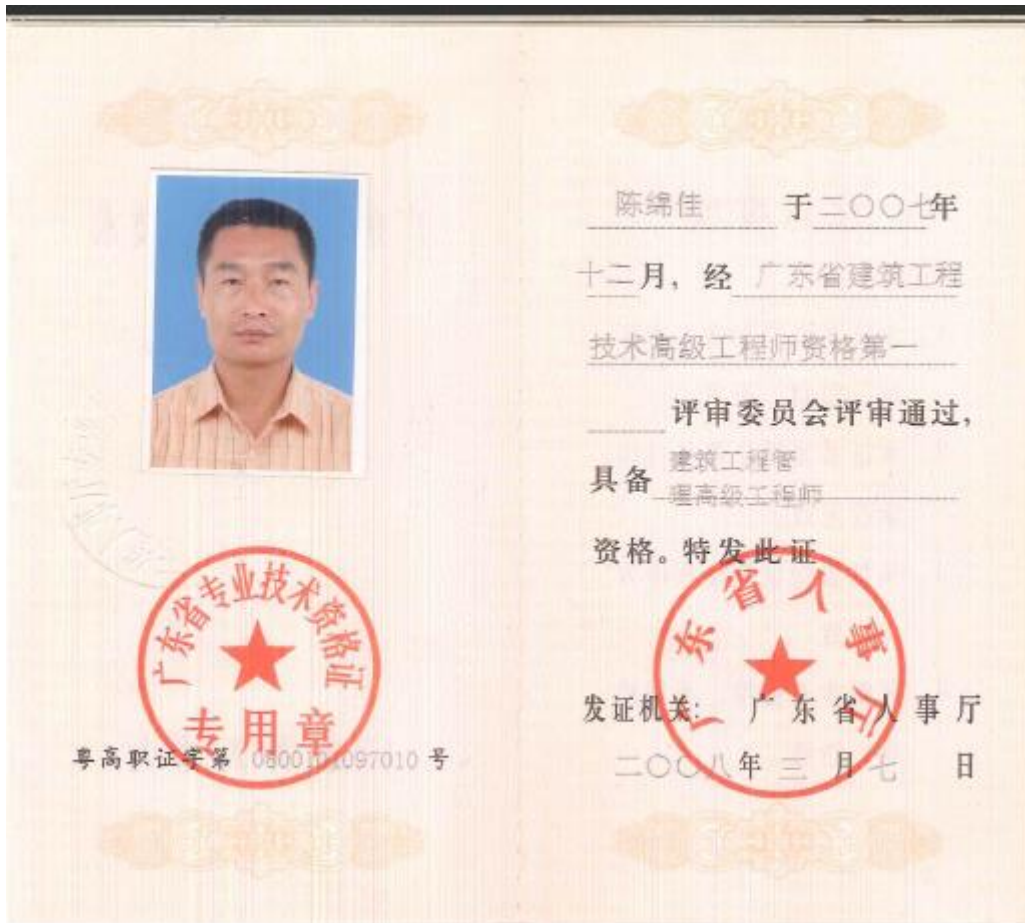 广东省专业技术资格证
专用章
粤高职证字第 0800101097010 号
陈绵佳 于二〇〇七年
十二月，经 广东省建筑工程
技术高级工程师资格第一
评审委员会评审通过，
具备 建筑工程管
理高级工程师
资格。特发此证
广东省人事厅
发证机关： 广东省人事厅
二〇〇八年三月七日